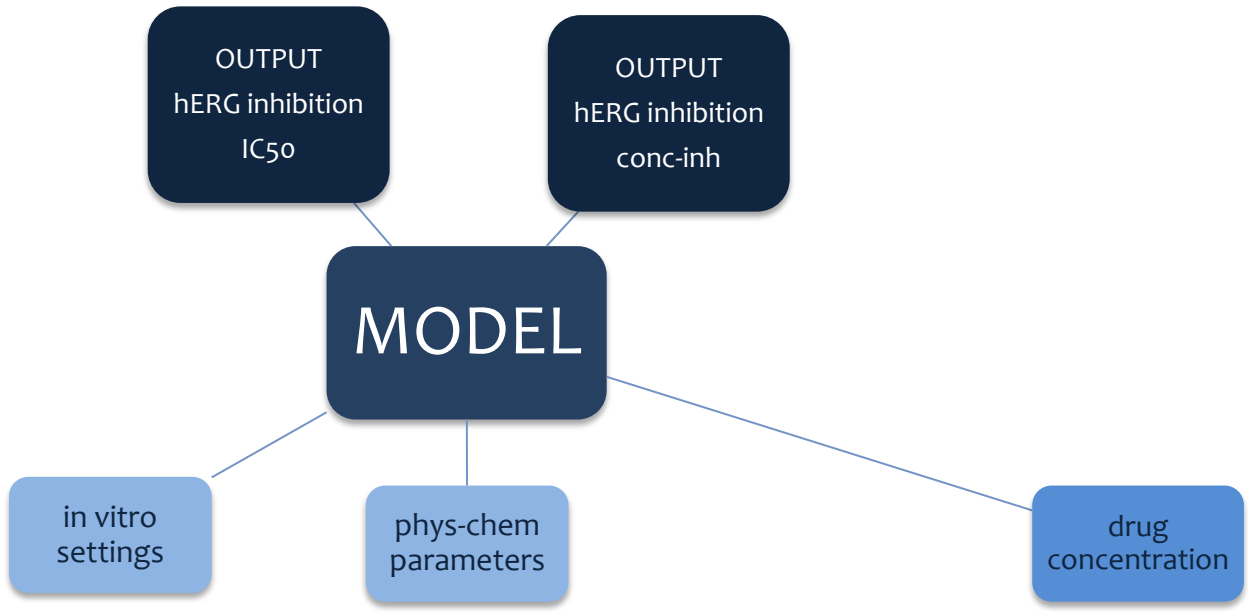 OUTPUT
hERG inhibition
IC50
OUTPUT
hERG inhibition
conc-inh
MODEL
in vitro
settings
phys-chem
parameters
drug
concentration